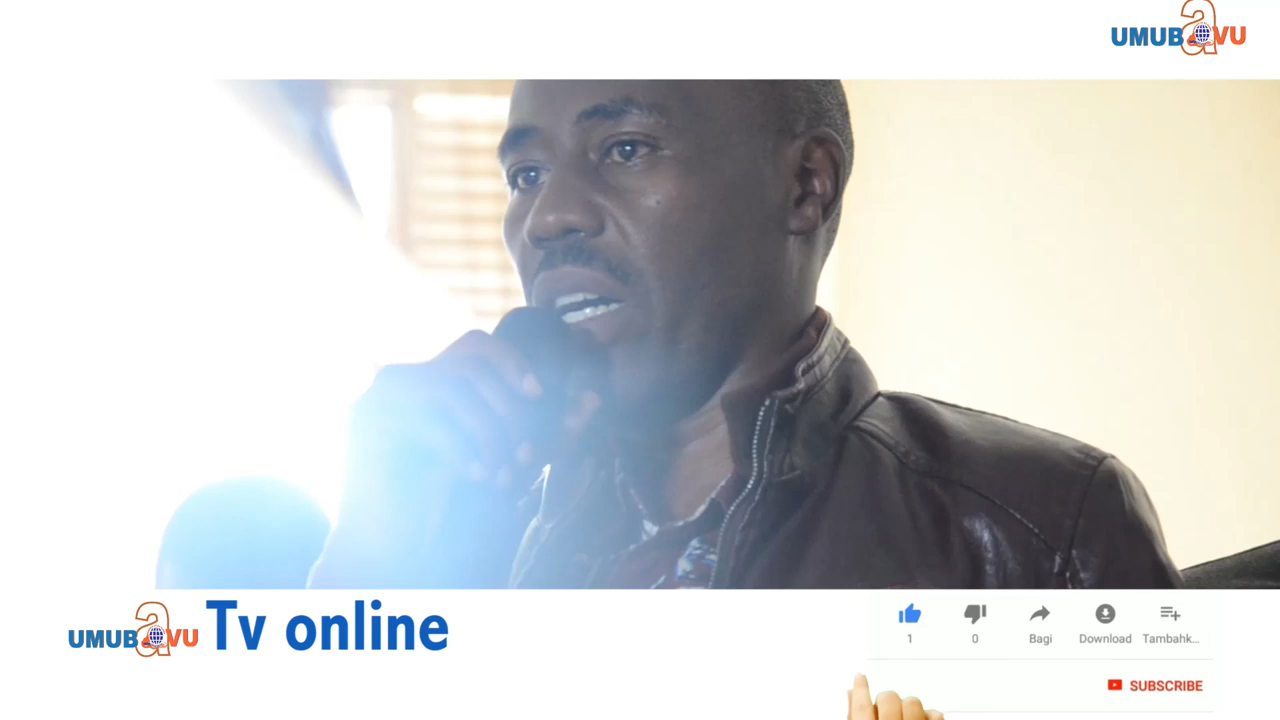 UMUBaVU
UMUBaVU Tv online
1
0
Bagi
Download
Tambahk...
SUBSCRIBE